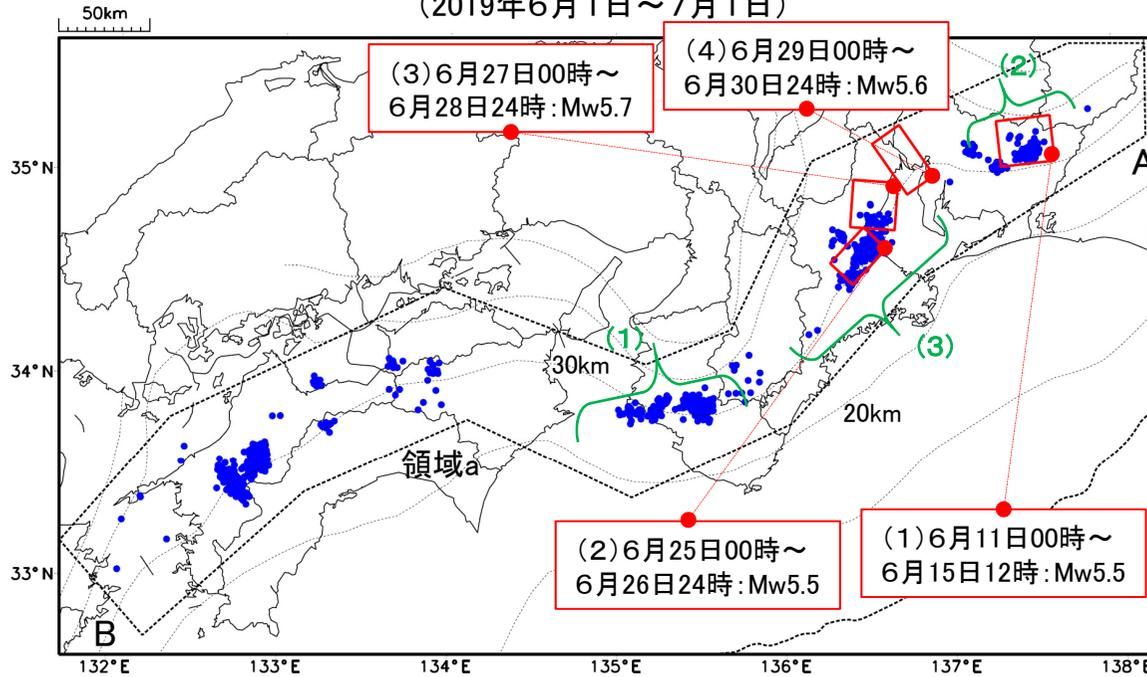 (2019年6月1日～7月1日)
50km
(3)6月27日00時～
6月28日24時:Mw5.7
(4)6月29日00時～
6月30日24時:Mw5.6
(2)
35°N
A
(1)
(3)
34°N
30km
20km
領域a
(2)6月25日00時～
6月26日24時:Mw5.5
(1)6月11日00時～
6月15日12時:Mw5.5
33°N
B
132°E
133°E
134°E
135°E
136°E
137°E
138°E